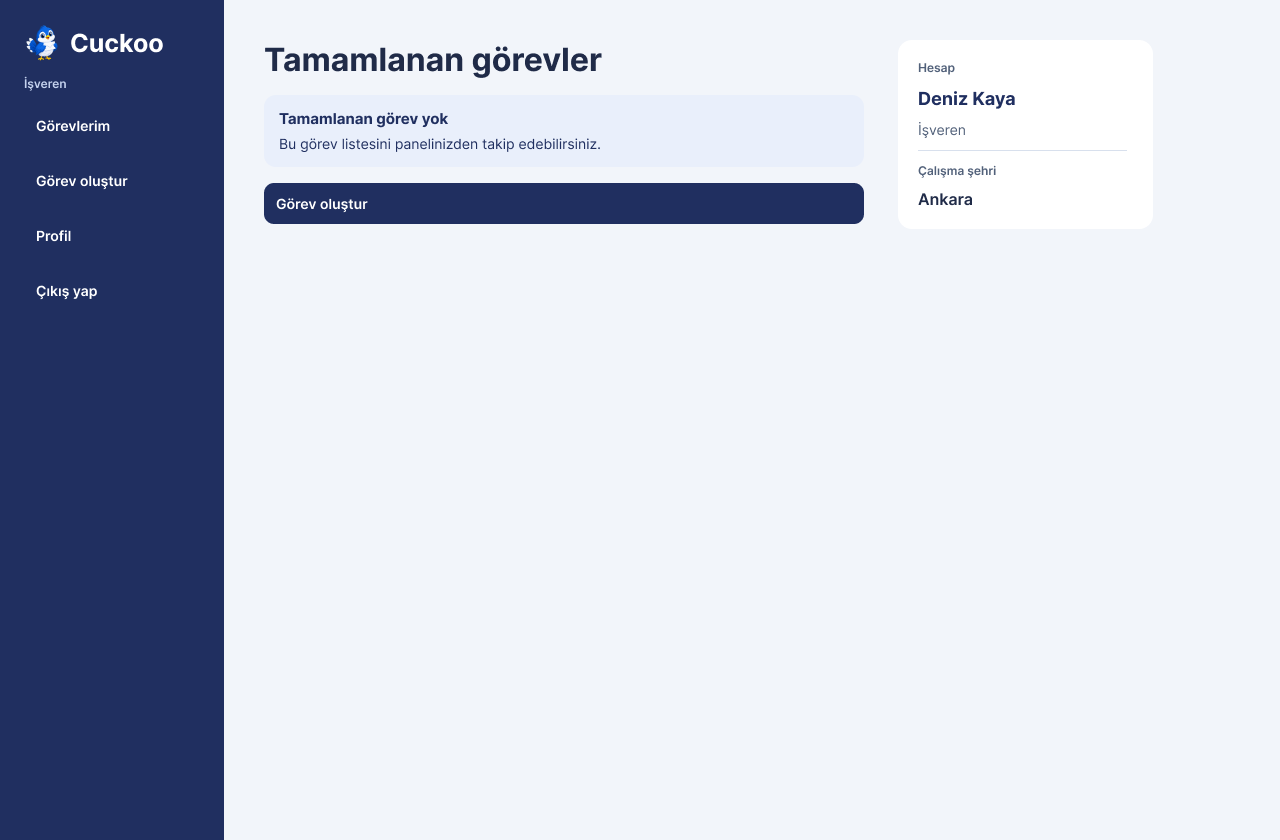 Cuckoo
İşveren
Görevlerim
Görev oluştur
Profil
Çıkış yap
Tamamlanan görevler
Tamamlanan görev yok
Bu görev listesini panelinizden takip edebilirsiniz.
Görev oluştur
Hesap
Deniz Kaya
İşveren
Çalışma şehri
Ankara